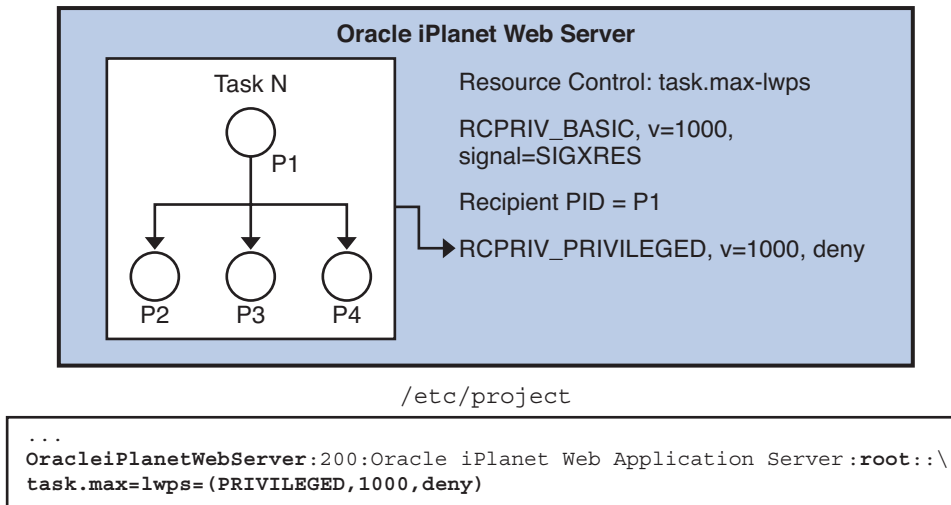 Oracle iPlanet Web Server
Task N
P1
P2
P3
P4
Resource Control: task.max-lwps
RCPRIV_BASIC, v=1000,
signal=SIGXRES
Recipient PID = P1
RCPRIV_PRIVILEGED, v=1000, deny
/etc/project
...
OracleiPlanetWebServer:200:Oracle iPlanet Web Application Server:root::\
task.max=lwps=(PRIVILEGED,1000,deny)